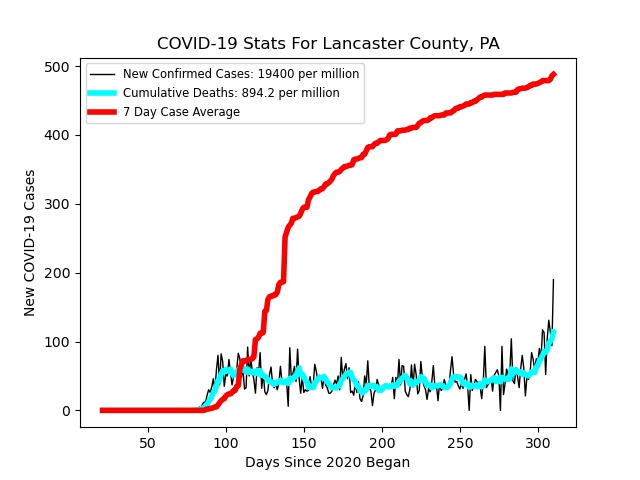 COVID-19 Stats For Lancaster County, PA
New Confirmed Cases: 19400 per million
Cumulative Deaths: 894.2 per million
7 Day Case Average
New COVID-19 Cases
500
400
300
200
100
0
50 100 150 200 250 300
Days Since 2020 Began